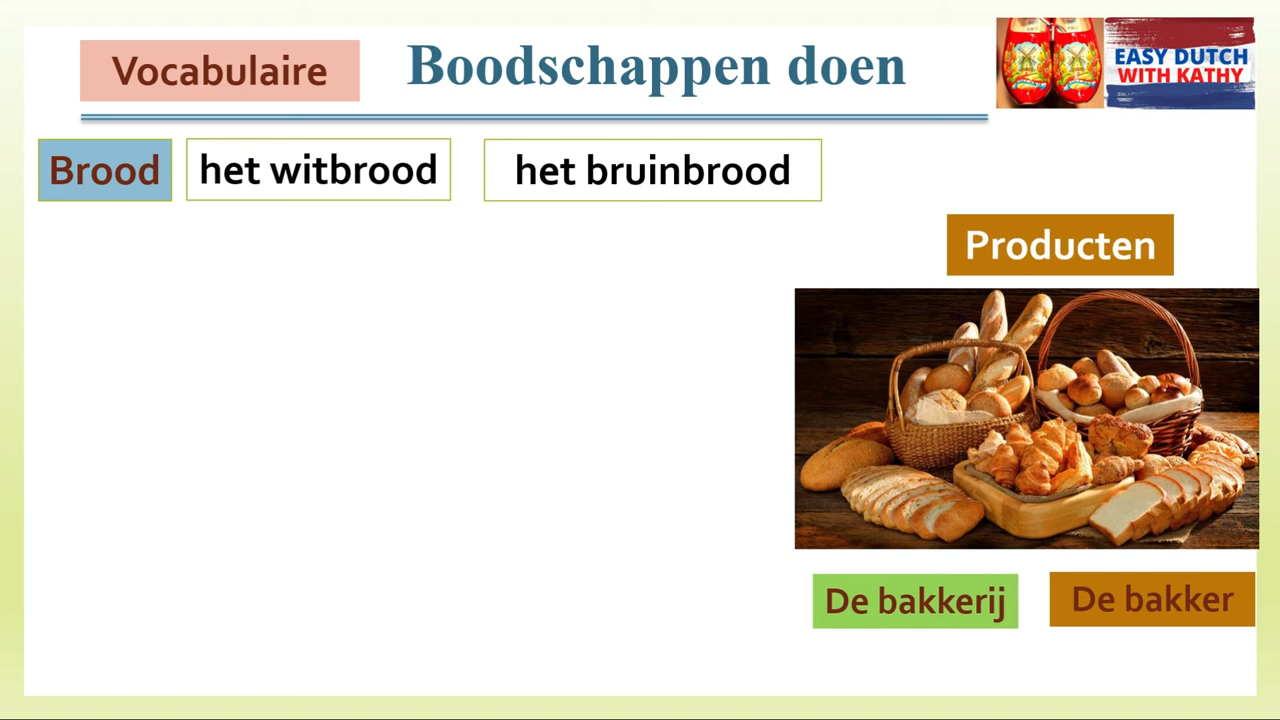 Vocabulaire
Boodschappen doen
EASY DUTCH
WITH KATHY
Brood
het witbrood
het bruinbrood
Producten
De bakkerij
De bakker